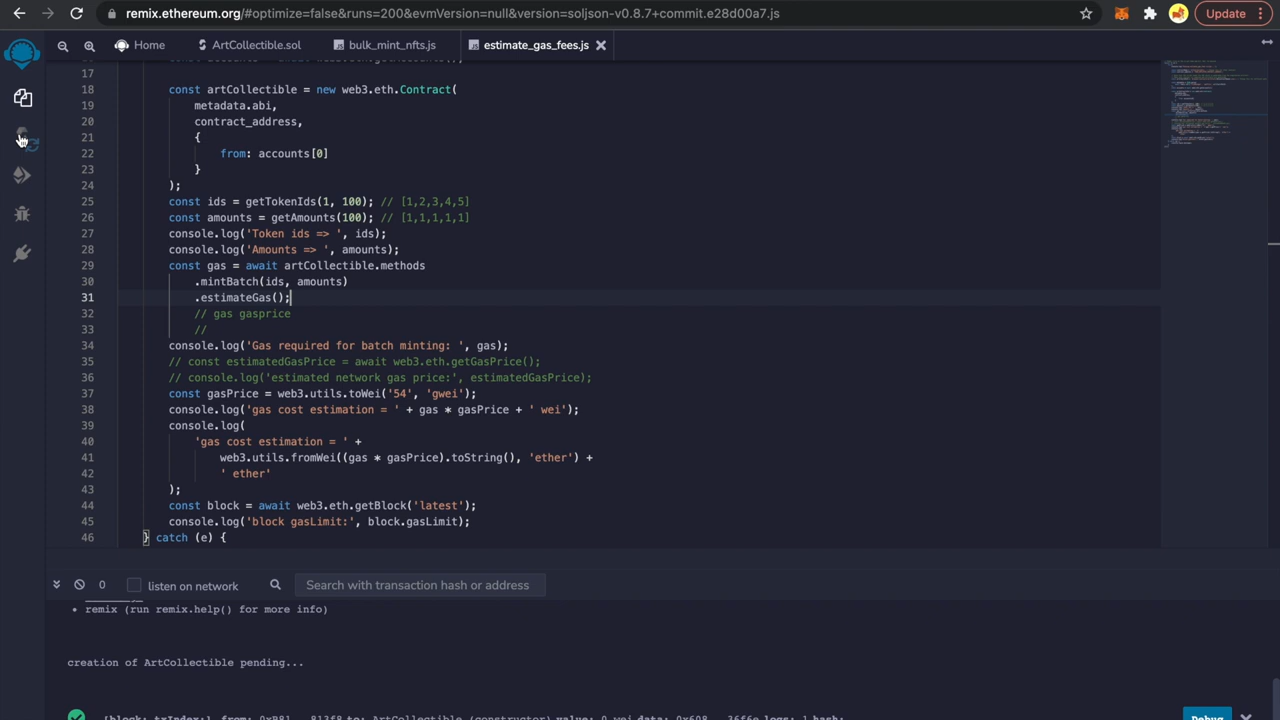 remix.ethereum.org/#optimize=false&runs=200&evmVersion=null&version=soljson-v0.8.7+commit.e28d00a7.js
Update
Home
ArtCollectible.sol
bulk_mint_nfts.js
estimate_gas_fees.js
17
18 const artCollectible = new web3.eth.Contract(
19 metadata.abi,
20 contract_address,
21 {
22 from: accounts[0]
23 }
24 );
25 const ids = getTokenIds(1, 100); // [1,2,3,4,5]
26 const amounts = getAmounts(100); // [1,1,1,1,1]
27 console.log('Token ids => ', ids);
28 console.log('Amounts => ', amounts);
29 const gas = await artCollectible.methods
30 .mintBatch(ids, amounts)
31 .estimateGas();
32 // gas gasprice
33 //
34 console.log('Gas required for batch minting: ', gas);
35 // const estimatedGasPrice = await web3.eth.getGasPrice();
36 // console.log('estimated network gas price:', estimatedGasPrice);
37 const gasPrice = web3.utils.toWei('54', 'gwei');
38 console.log('gas cost estimation = ' + gas * gasPrice + ' wei');
39 console.log(
40 'gas cost estimation = ' +
41 web3.utils.fromWei((gas * gasPrice).toString(), 'ether') +
42 ' ether'
43 );
44 const block = await web3.eth.getBlock('latest');
45 console.log('block gasLimit:', block.gasLimit);
46 } catch (e) {
0
listen on network
Search with transaction hash or address
• remix (run remix.help() for more info)
creation of ArtCollectible pending...
Debug